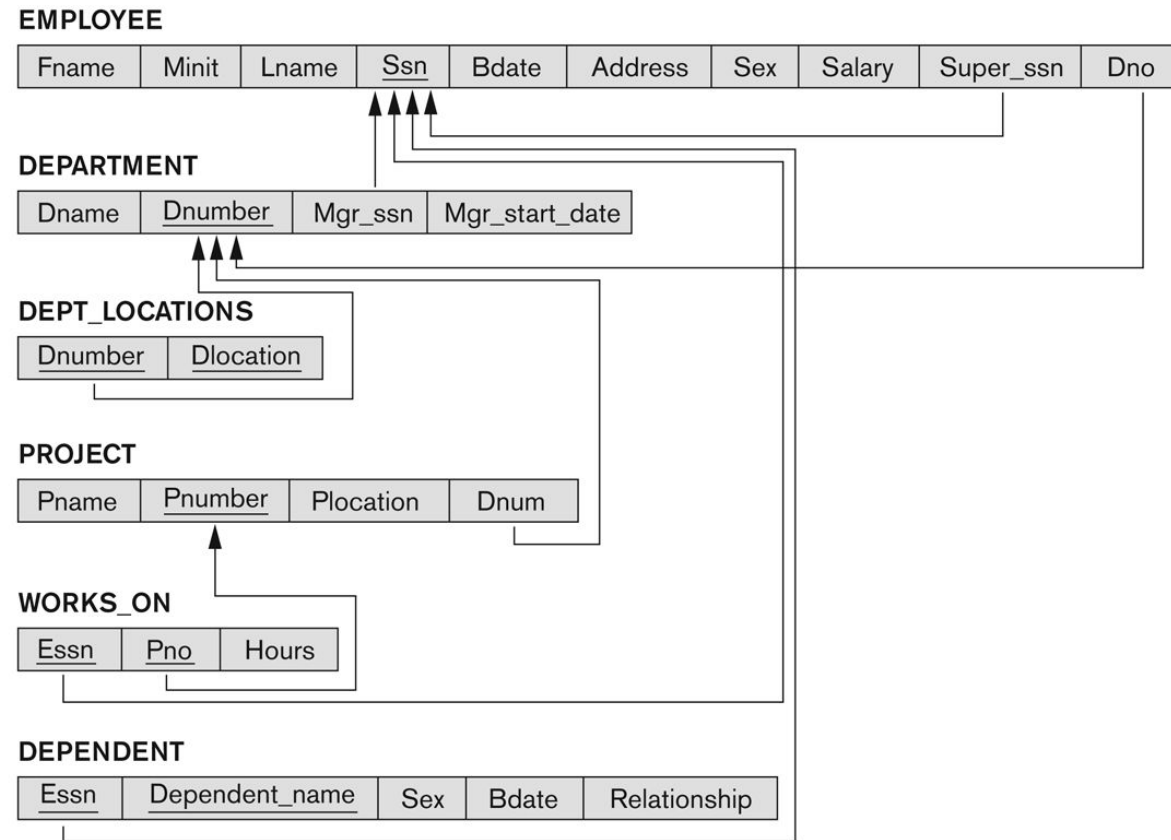 EMPLOYEE
Fname Minit Lname Ssn Bdate Address Sex Salary Super_ssn Dno
DEPARTMENT
Dname Dnumber Mgr_ssn Mgr_start_date
DEPT_LOCATIONS
Dnumber Dlocation
PROJECT
Pname Pnumber Plocation Dnum
WORKS_ON
Essn Pno Hours
DEPENDENT
Essn Dependent_name Sex Bdate Relationship